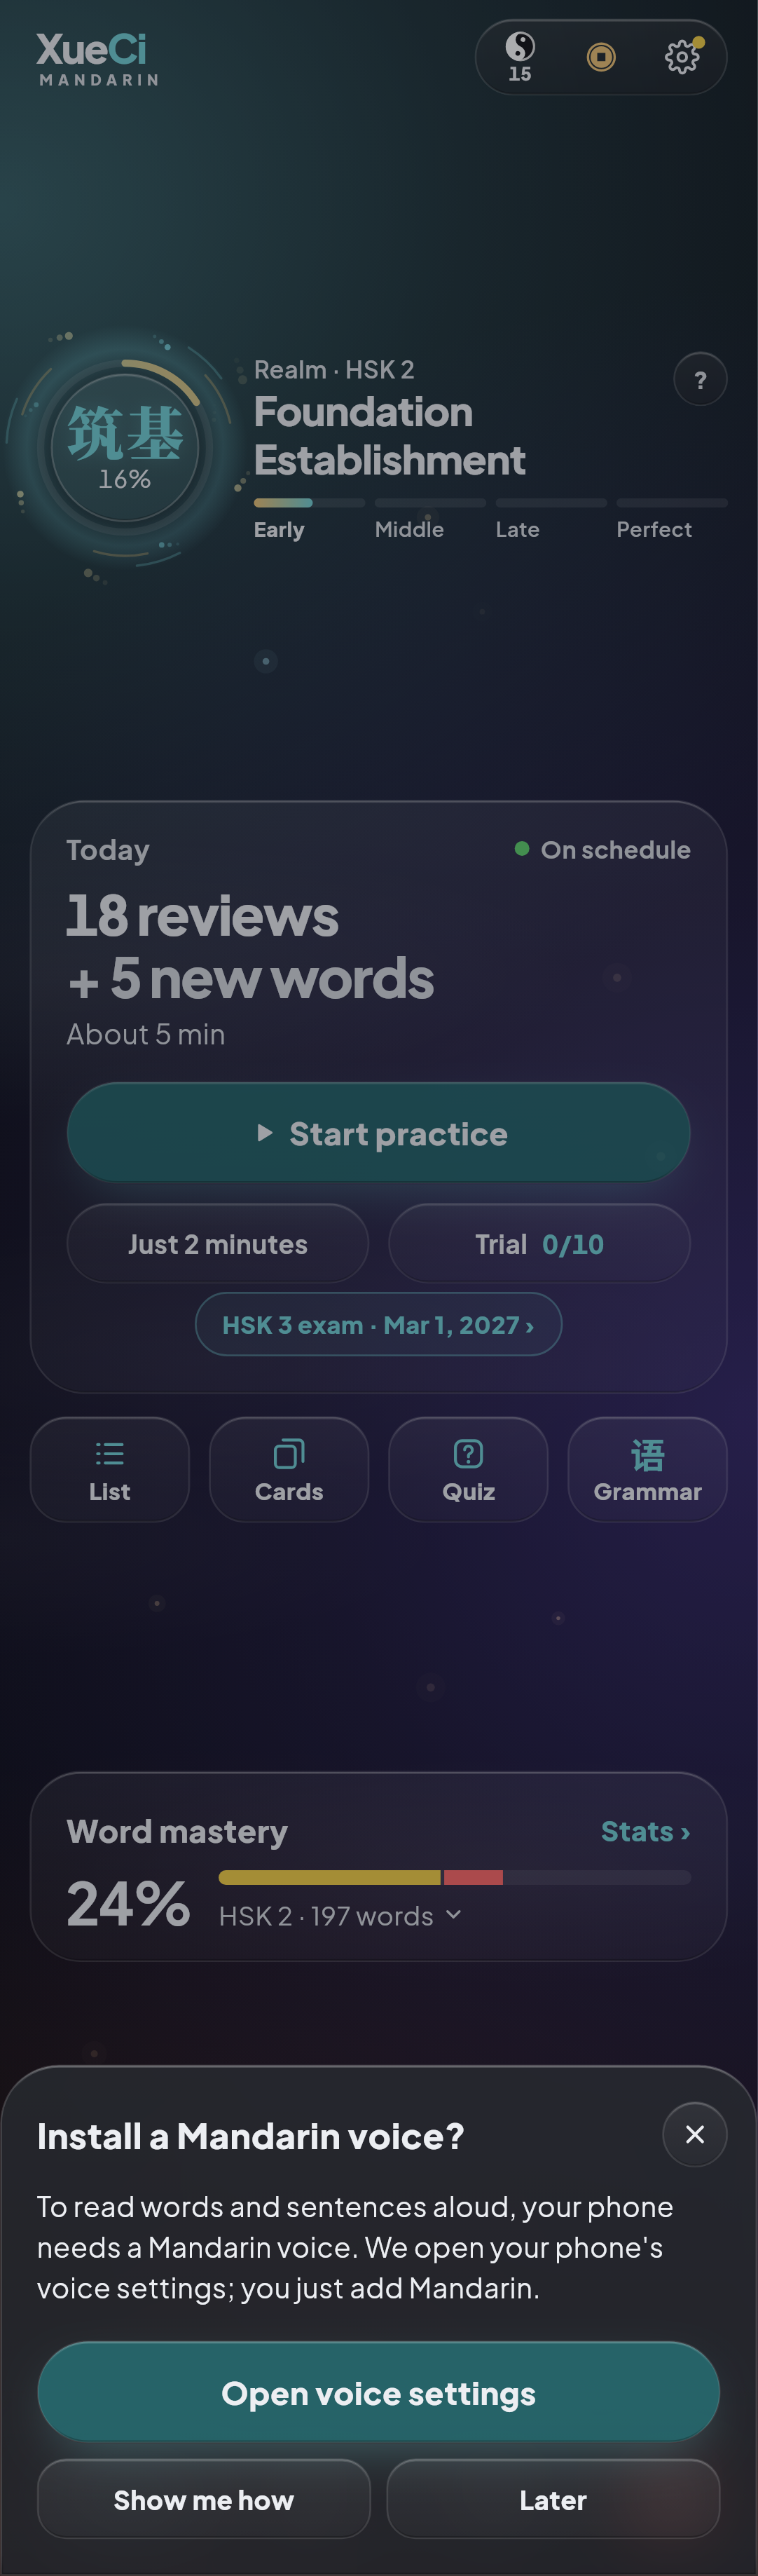 XueCi
MANDARIN
15
筑基
16%
Realm · HSK 2
?
Foundation
Establishment
Early Middle Late Perfect
Today
On schedule
18 reviews
+ 5 new words
About 5 min
Start practice
Just 2 minutes
Trial 0/10
HSK 3 exam · Mar 1, 2027 ›
List
Cards
Quiz
语
Grammar
Word mastery
Stats ›
24%
HSK 2 · 197 words
Install a Mandarin voice?
To read words and sentences aloud, your phone
needs a Mandarin voice. We open your phone's
voice settings; you just add Mandarin.
Open voice settings
Show me how
Later